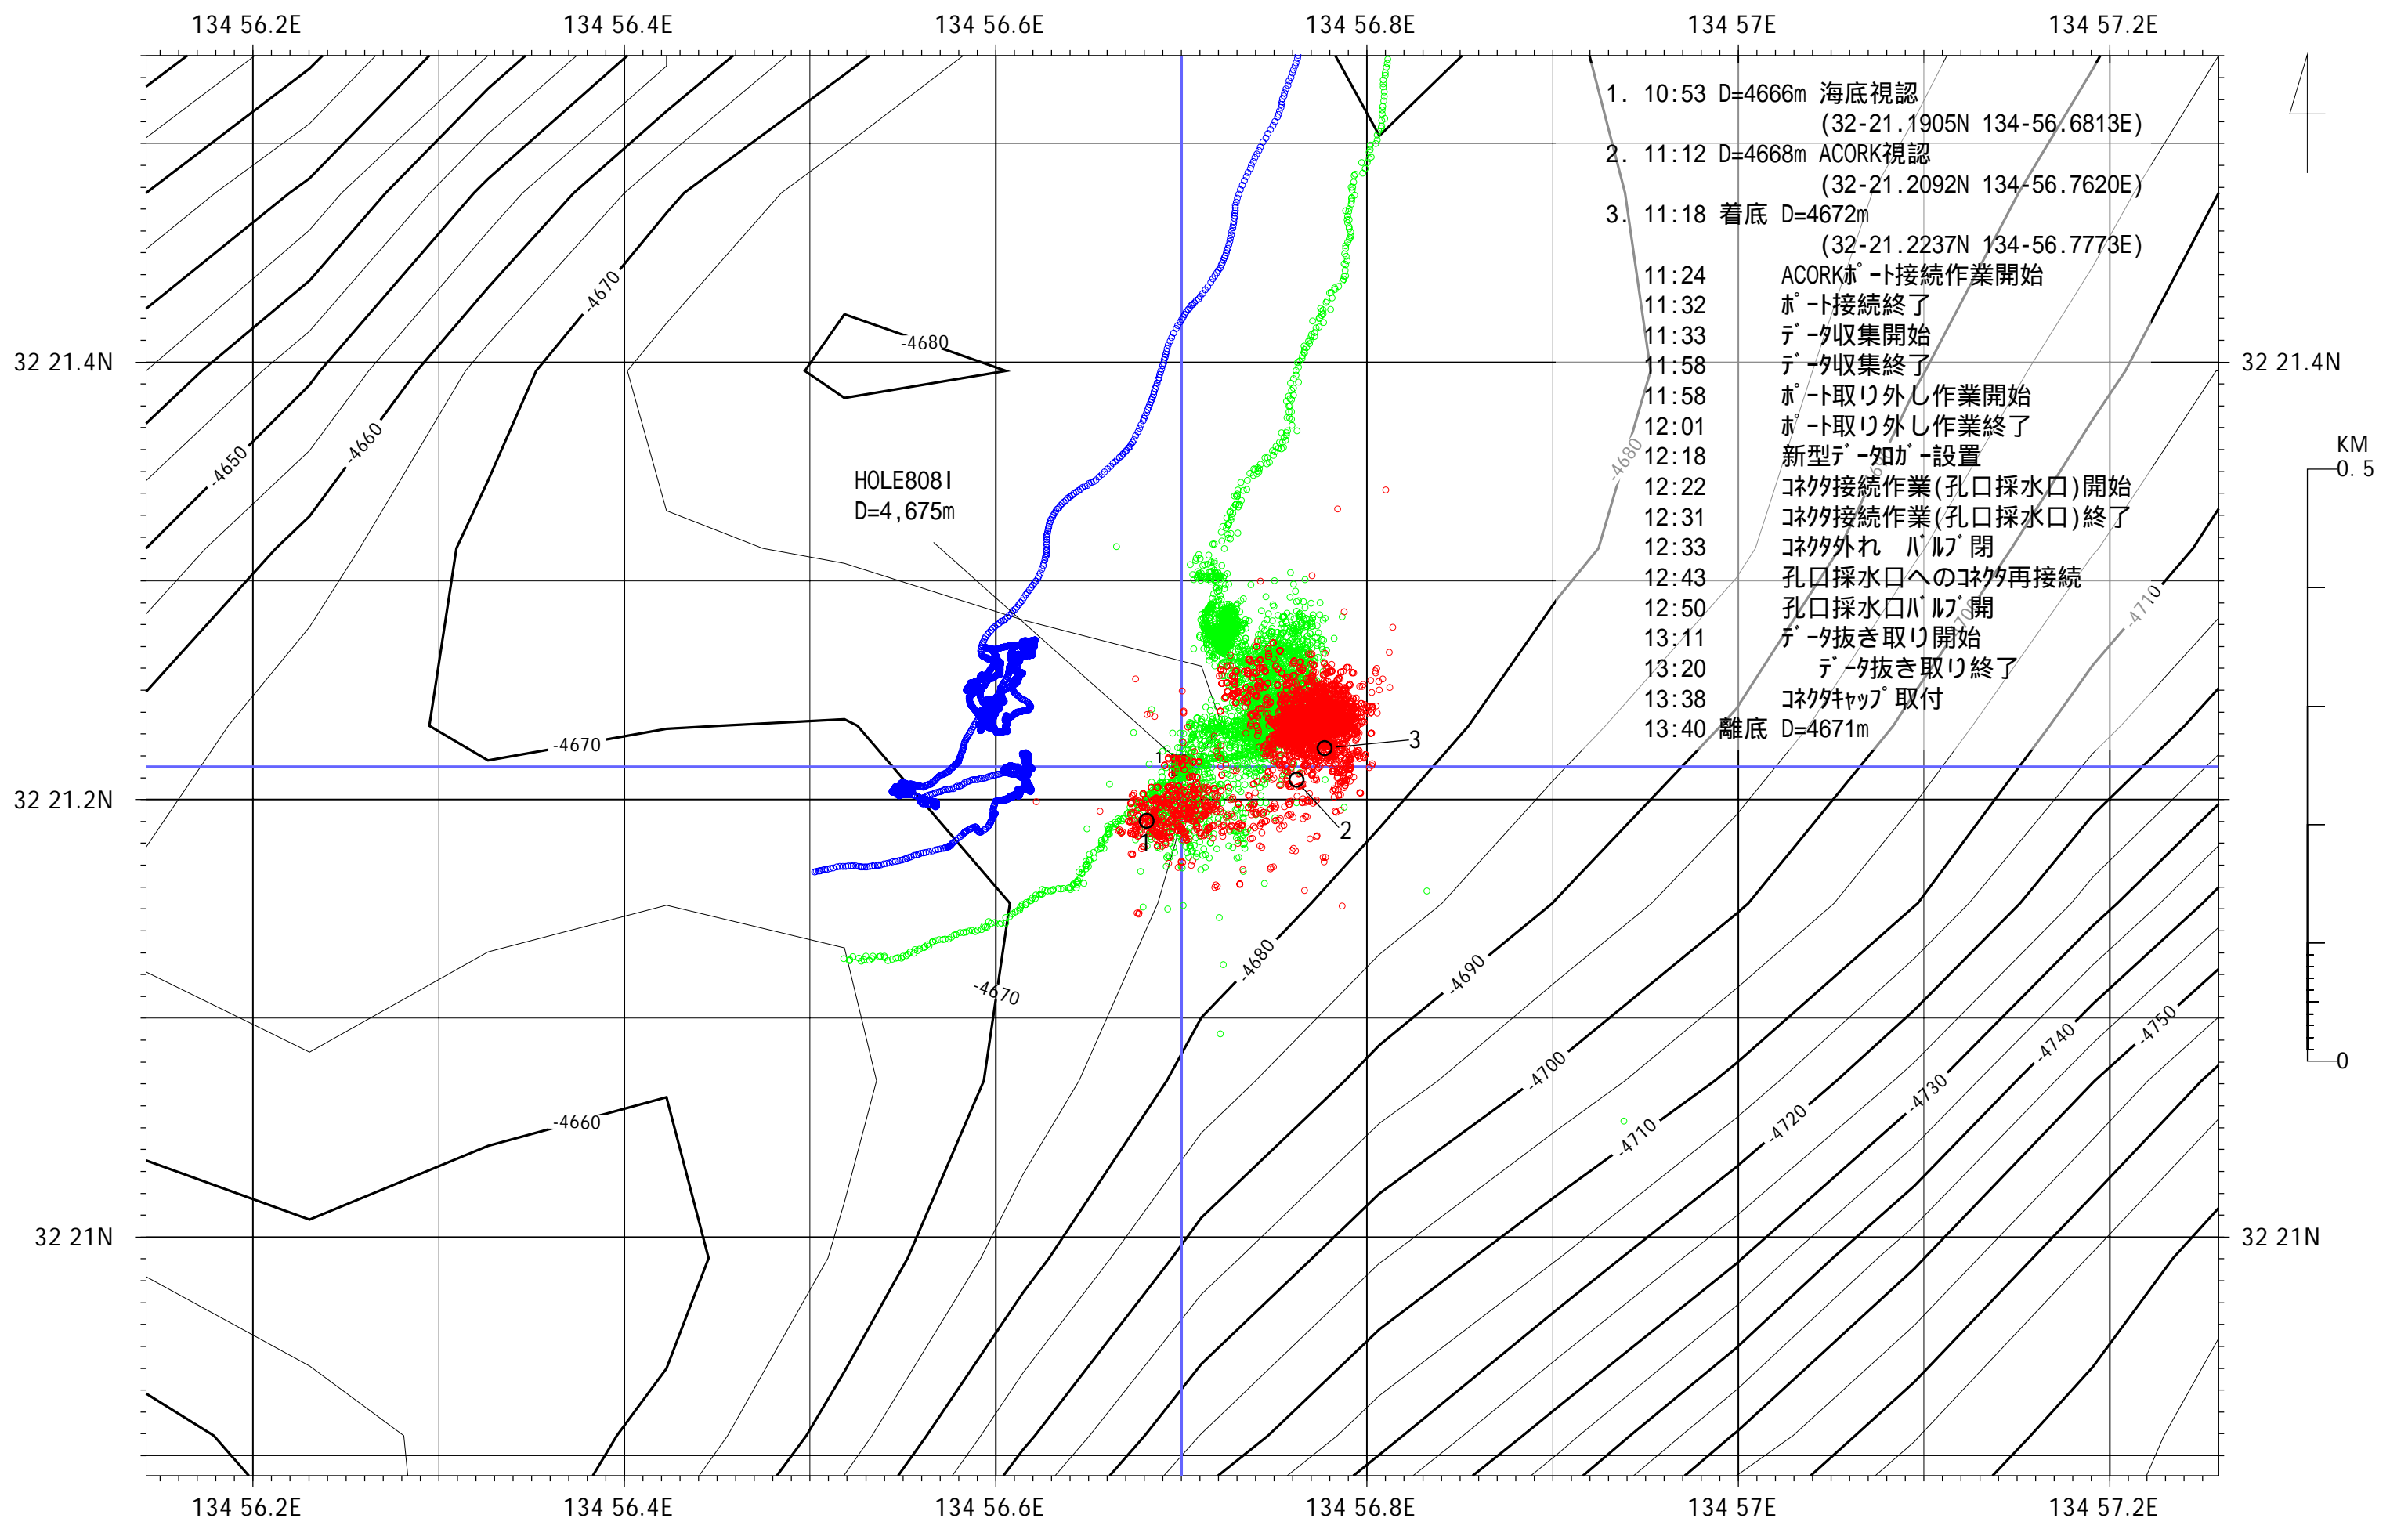 134 56.2E
134 56.4E
134 56.6E
134 56.8E
134 57E
134 57.2E
1. 10:53 D=4666m 海底視認
(32-21.1905N 134-56.6813E)
2. 11:12 D=4668m ACORK視認
(32-21.2092N 134-56.7620E)
3. 11:18 着底 D=4672m
(32-21.2237N 134-56.7773E)
11:24 ACORKﾎﾟｰﾄ接続作業開始
11:32 ﾎﾟｰﾄ接続終了
11:33 ﾃﾞｰﾀ収集開始
11:58 ﾃﾞｰﾀ収集終了
11:58 ﾎﾟｰﾄ取り外し作業開始
12:01 ﾎﾟｰﾄ取り外し作業終了
12:18 新型ﾃﾞｰﾀﾛｶﾞｰ設置
12:22 ｺﾈｸﾀ接続作業(孔口採水口)開始
12:31 ｺﾈｸﾀ接続作業(孔口採水口)終了
12:33 ｺﾈｸﾀ外れ ﾊﾞﾙﾌﾞ閉
12:43 孔口採水口へのｺﾈｸﾀ再接続
12:50 孔口採水口ﾊﾞﾙﾌﾞ開
13:11 ﾃﾞｰﾀ抜き取り開始
13:20 ﾃﾞｰﾀ抜き取り終了
13:38 ｺﾈｸﾀｷｬｯﾌﾟ取付
13:40 離底 D=4671m
-4670
-4680
32 21.4N
32 21.4N
-4650
-4660
-4680
KM
0.5
HOLE808I
D=4,675m
-4710
-4670
3
1
32 21.2N
2
1
-4670
-4680
-4690
-4700
-4710
-4720
-4730
-4740
-4750
0
-4660
32 21N
32 21N
134 56.2E
134 56.4E
134 56.6E
134 56.8E
134 57E
134 57.2E